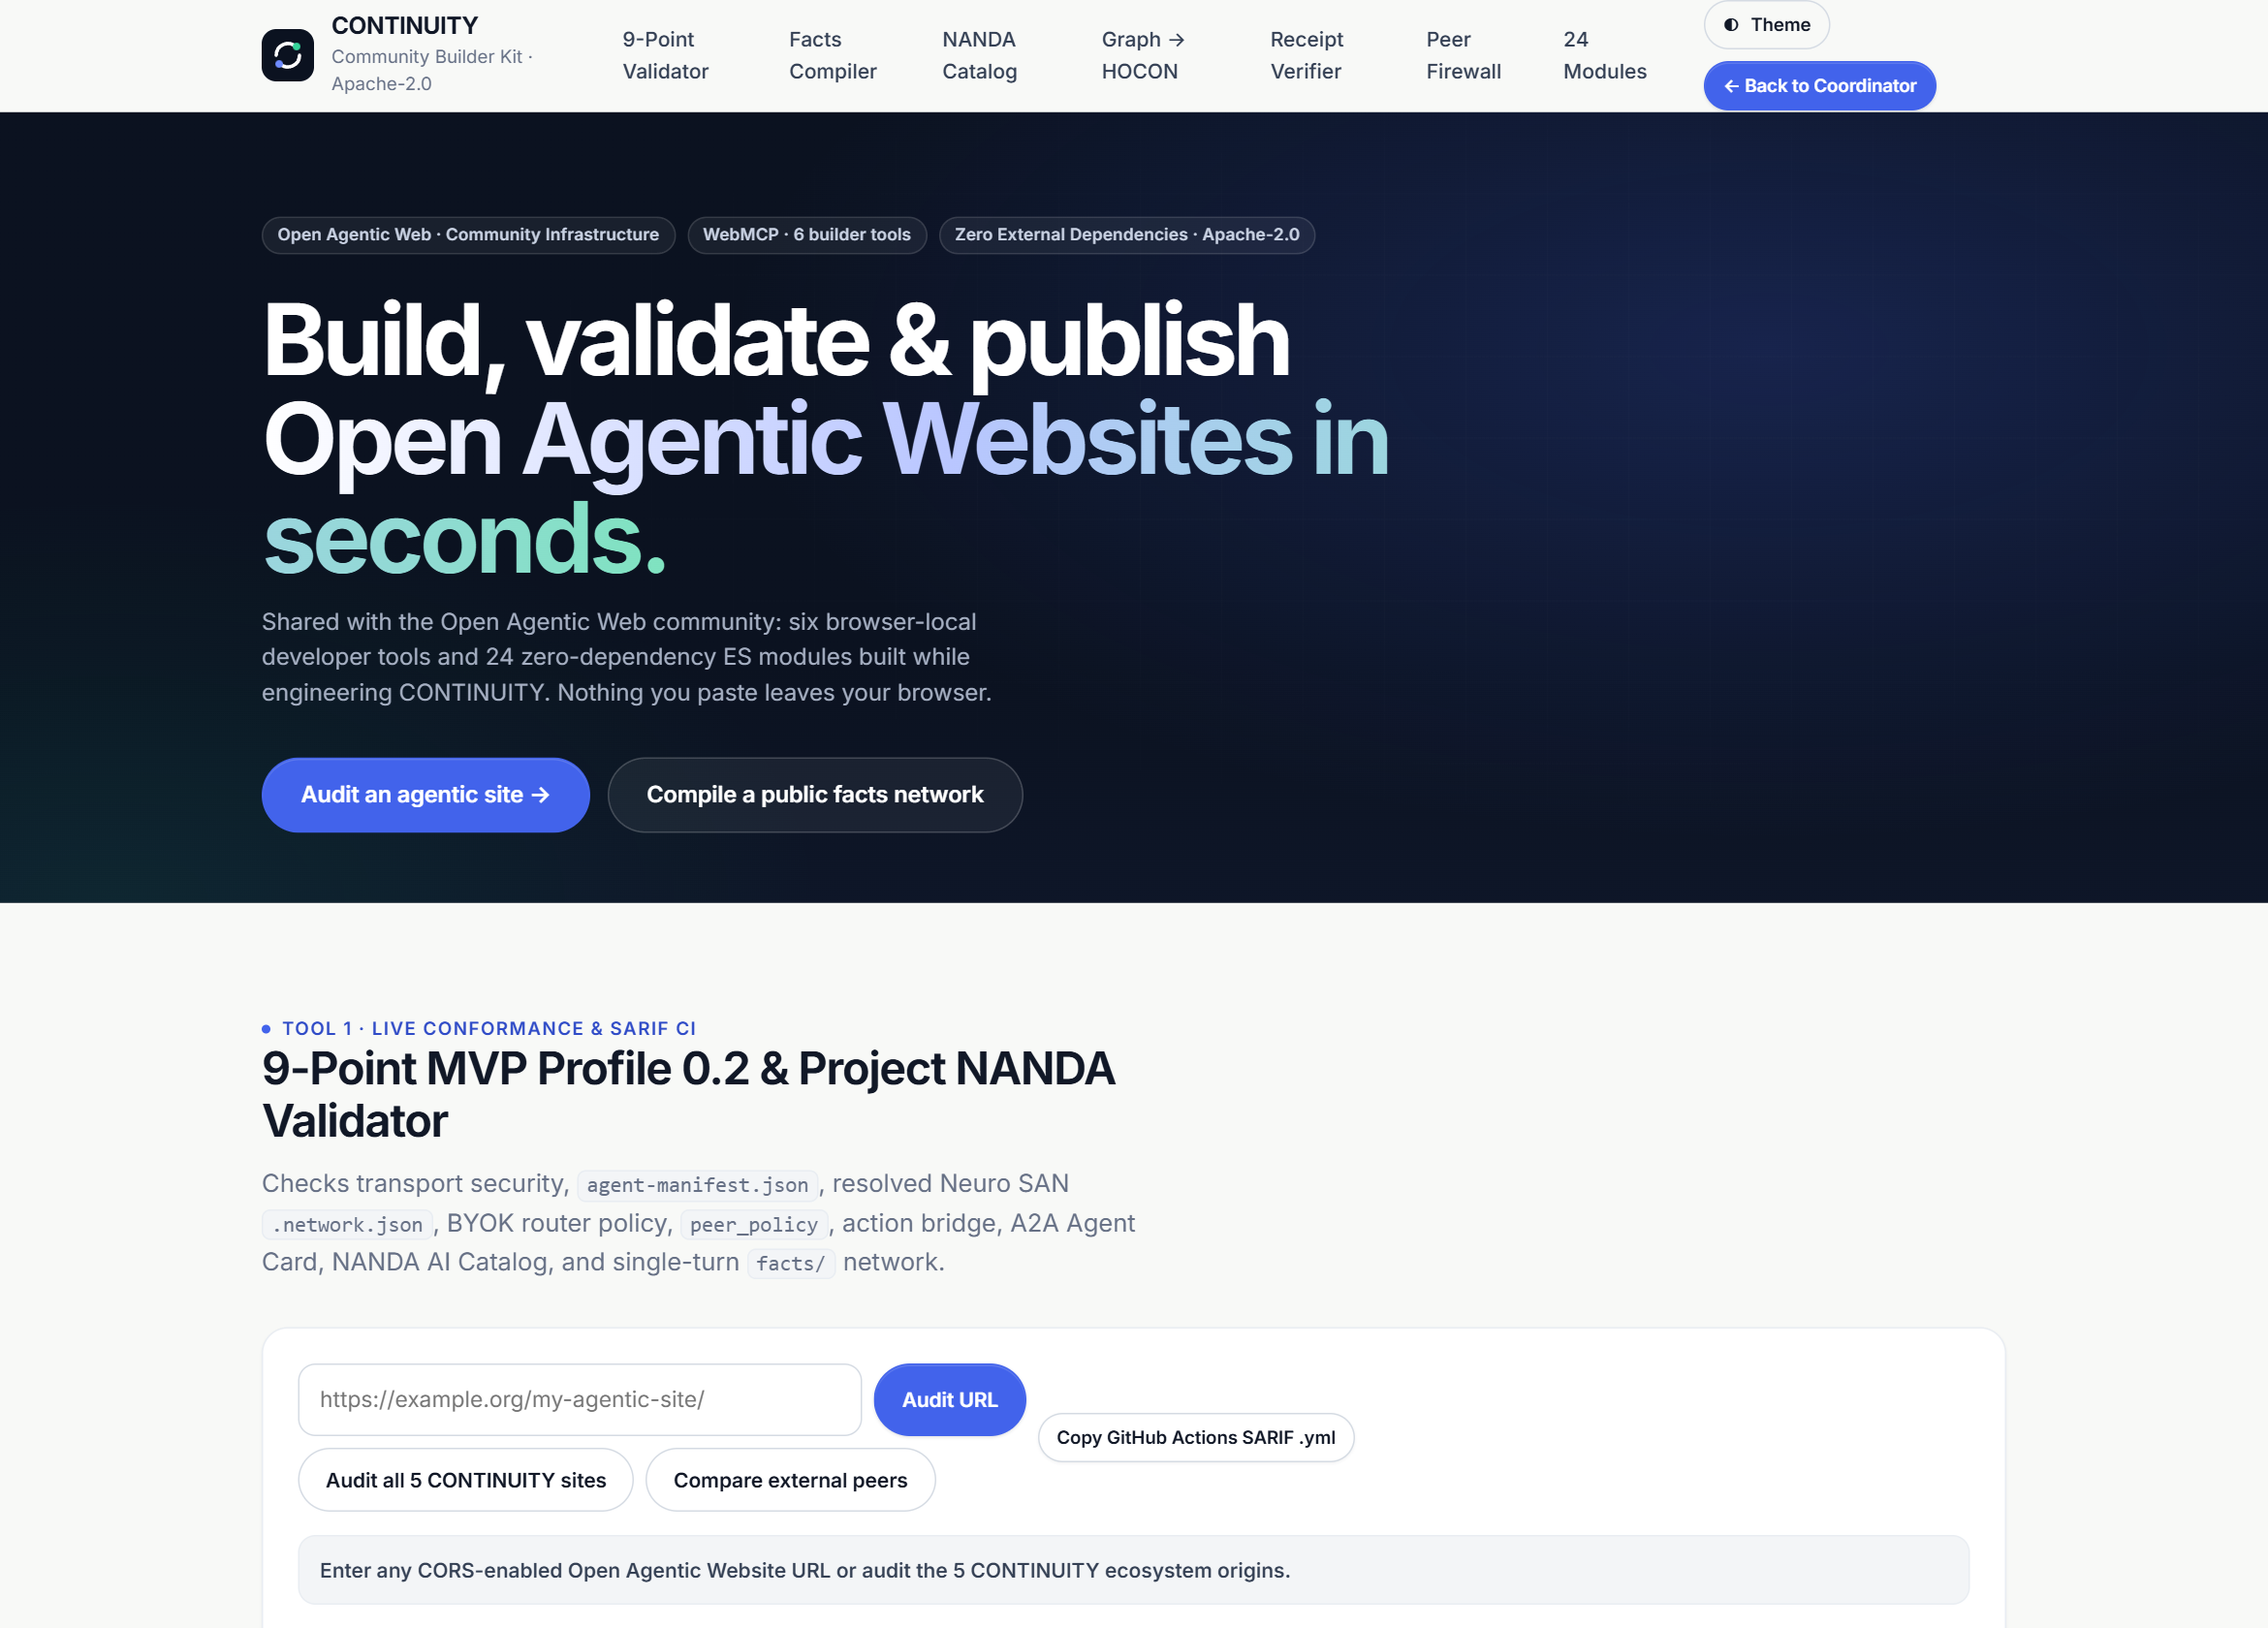 CONTINUITY
Community Builder Kit ·
Apache-2.0
9-Point
Validator
Facts
Compiler
NANDA
Catalog
Graph →
HOCON
Receipt
Verifier
Peer
Firewall
24
Modules
Theme
← Back to Coordinator
Open Agentic Web · Community Infrastructure
WebMCP · 6 builder tools
Zero External Dependencies · Apache-2.0
Build, validate & publish
Open Agentic Websites in
seconds.
Shared with the Open Agentic Web community: six browser-local
developer tools and 24 zero-dependency ES modules built while
engineering CONTINUITY. Nothing you paste leaves your browser.
Audit an agentic site →
Compile a public facts network
TOOL 1 · LIVE CONFORMANCE & SARIF CI
9-Point MVP Profile 0.2 & Project NANDA
Validator
Checks transport security, agent-manifest.json, resolved Neuro SAN
.network.json, BYOK router policy, peer_policy, action bridge, A2A Agent
Card, NANDA AI Catalog, and single-turn facts/ network.
https://example.org/my-agentic-site/
Audit URL
Copy GitHub Actions SARIF .yml
Audit all 5 CONTINUITY sites
Compare external peers
Enter any CORS-enabled Open Agentic Website URL or audit the 5 CONTINUITY ecosystem origins.